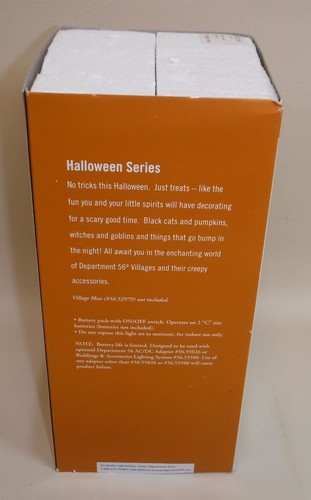 Halloween Series
No tricks this Halloween. Just treats – like the
fun you and your little spirits will have decorating
for a scary good time. Black cats and pumpkins,
witches and goblins and things that go bump in
the night! All await you in the enchanting world
of Department 56® Villages and their creepy
accessories.
Village Moss (#56.52979) not included.
• Battery pack with ON/OFF switch. Operates on 2 "C" size
batteries (batteries not included).
• Do not expose this light set to moisture, for indoor use only.
NOTE: Battery life is limited. Designed to be used with
optional Department 56 AC/DC Adapter #56.55026 or
Buildings & Accessories Lighting System #56.53500. Use of
any adapter other than #56.55026 or #56.53500 will cause
product failure.